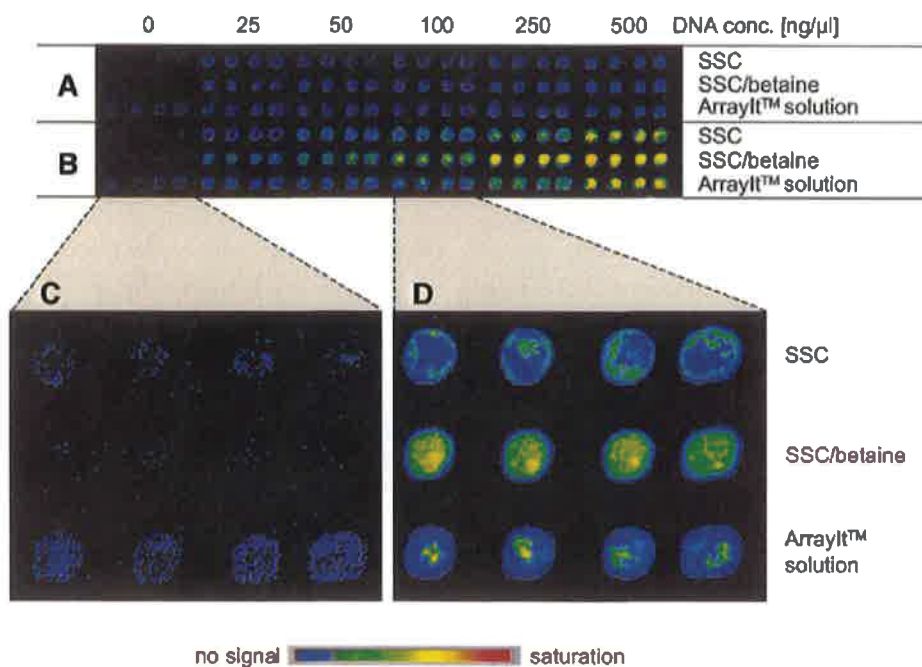 0 25 50 100 250 500 DNA conc. [ng/µl]
A
SSC
SSC/betaine
ArrayIt™ solution
B
SSC
SSC/betaine
ArrayIt™ solution
C D
SSC
SSC/betaine
ArrayIt™
solution
no signal saturation